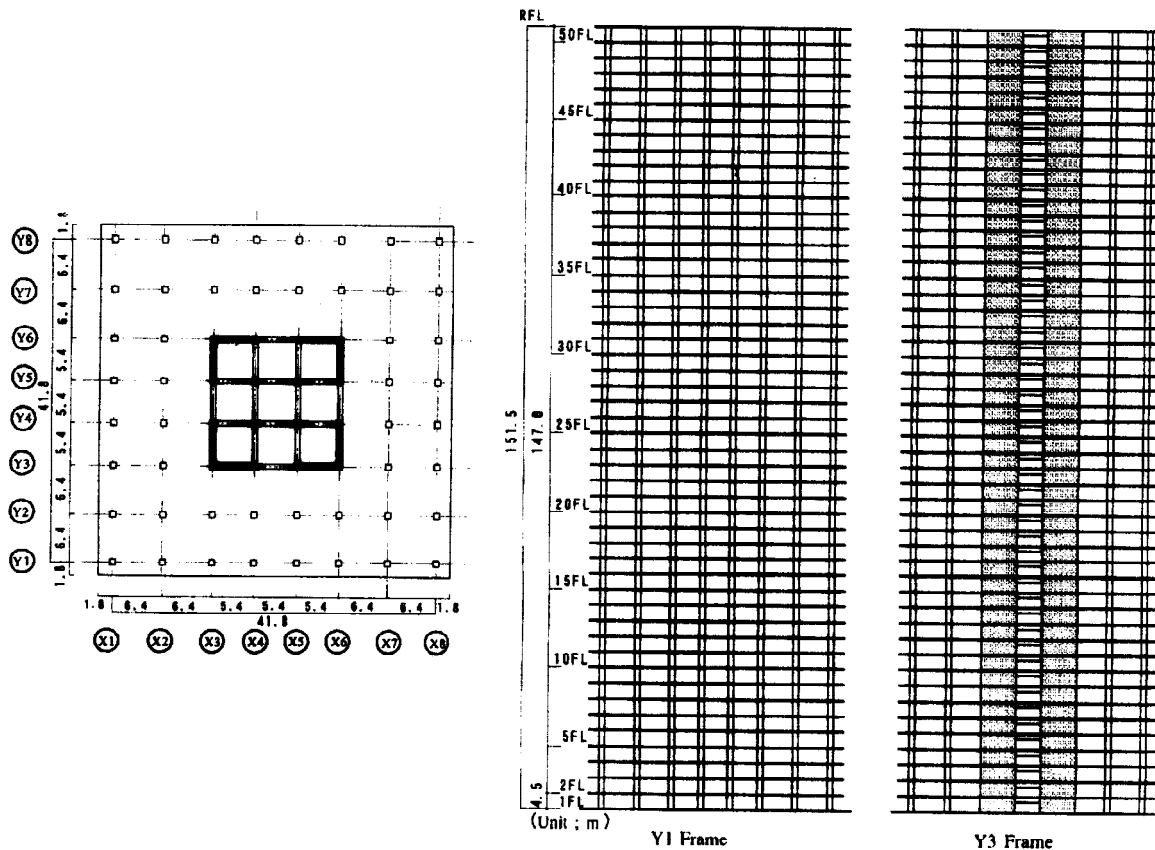 RFL
50FL
45FL
40FL
35FL
30FL
25FL
20FL
15FL
10FL
5FL
2FL
1FL
151.5
147.0
4.5
(Unit ; m)
Y1 Frame
Y3 Frame
Y8
Y7
Y6
Y5
Y4
Y3
Y2
Y1
1.8
6.4
6.4
5.4
5.4
5.4
6.4
6.4
1.8
41.8
1.8 6.4 6.4 5.4 5.4 5.4 6.4 6.4 1.8
41.8
X1 X2 X3 X4 X5 X6 X7 X8